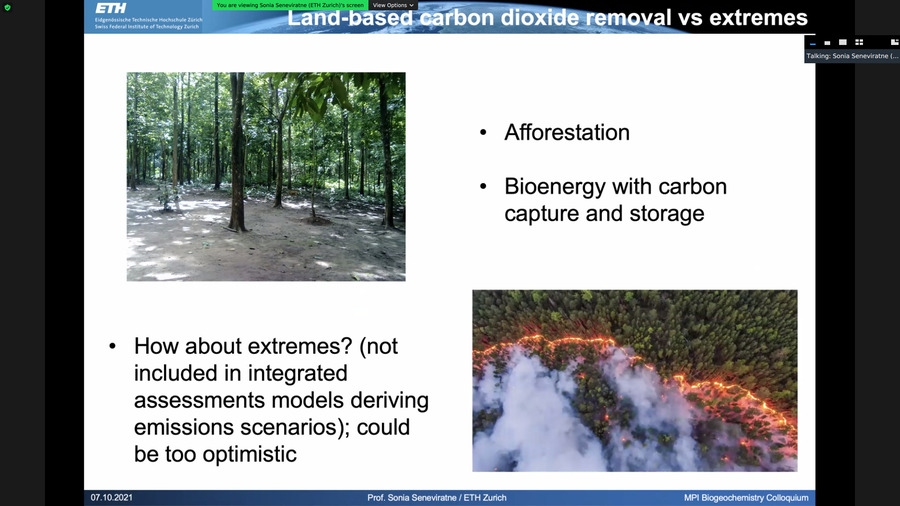 You are viewing Sonia Seneviratne (ETH Zurich)'s screen
View Options
ETH
Eidgenössische Technische Hochschule Zürich
Swiss Federal Institute of Technology Zurich
Land-based carbon dioxide removal vs extremes
Talking: Sonia Seneviratne (...
• Afforestation
• Bioenergy with carbon
capture and storage
• How about extremes? (not
included in integrated
assessments models deriving
emissions scenarios); could
be too optimistic
07.10.2021
Prof. Sonia Seneviratne / ETH Zurich
MPI Biogeochemistry Colloquium